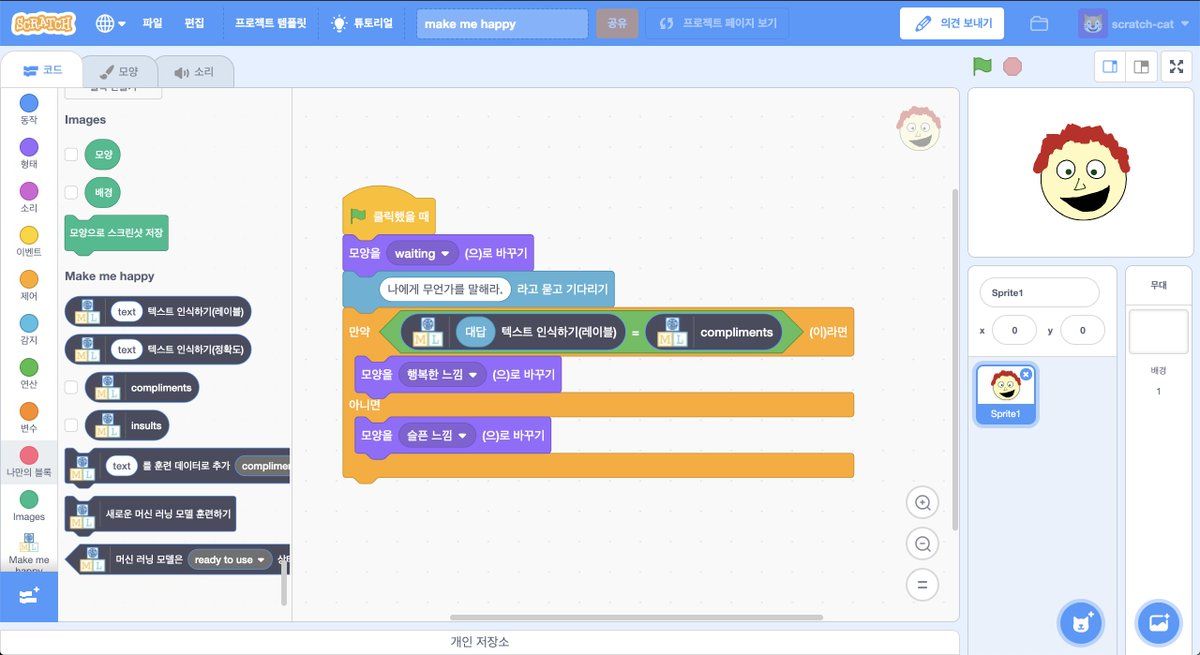 SCRATCH
파일
편집
프로젝트 템플릿
튜토리얼
make me happy
공유
프로젝트 페이지 보기
의견 보내기
scratch-cat
코드
모양
소리
동작
형태
소리
이벤트
제어
감지
연산
변수
나만의 블록
Images
Make me
happy
Images
모양
배경
모양으로 스크린샷 저장
Make me happy
ML text 텍스트 인식하기(레이블)
ML text 텍스트 인식하기(정확도)
ML compliments
ML insults
ML text 를 훈련 데이터로 추가 complimen
ML 새로운 머신 러닝 모델 훈련하기
ML 머신 러닝 모델은 ready to use
클릭했을 때
모양을 waiting (으)로 바꾸기
나에게 무언가를 말해라. 라고 묻고 기다리기
만약 ML 대답 텍스트 인식하기(레이블) = ML compliments (이)라면
모양을 행복한 느낌 (으)로 바꾸기
아니면
모양을 슬픈 느낌 (으)로 바꾸기
개인 저장소
Sprite1
x 0 y 0
Sprite1
무대
배경
1